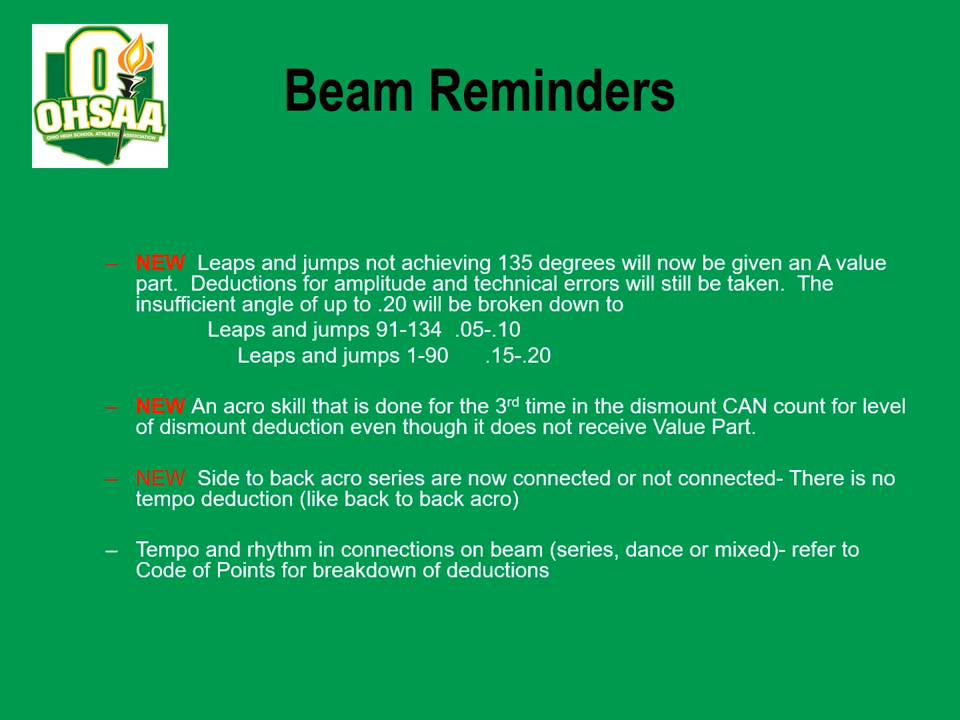 OHSAA
OHIO HIGH SCHOOL ATHLETIC ASSOCIATION
Beam Reminders
– NEW Leaps and jumps not achieving 135 degrees will now be given an A value
part. Deductions for amplitude and technical errors will still be taken. The
insufficient angle of up to .20 will be broken down to
Leaps and jumps 91-134 .05-.10
Leaps and jumps 1-90 .15-.20
– NEW An acro skill that is done for the 3rd time in the dismount CAN count for level
of dismount deduction even though it does not receive Value Part.
– NEW Side to back acro series are now connected or not connected- There is no
tempo deduction (like back to back acro)
– Tempo and rhythm in connections on beam (series, dance or mixed)- refer to
Code of Points for breakdown of deductions